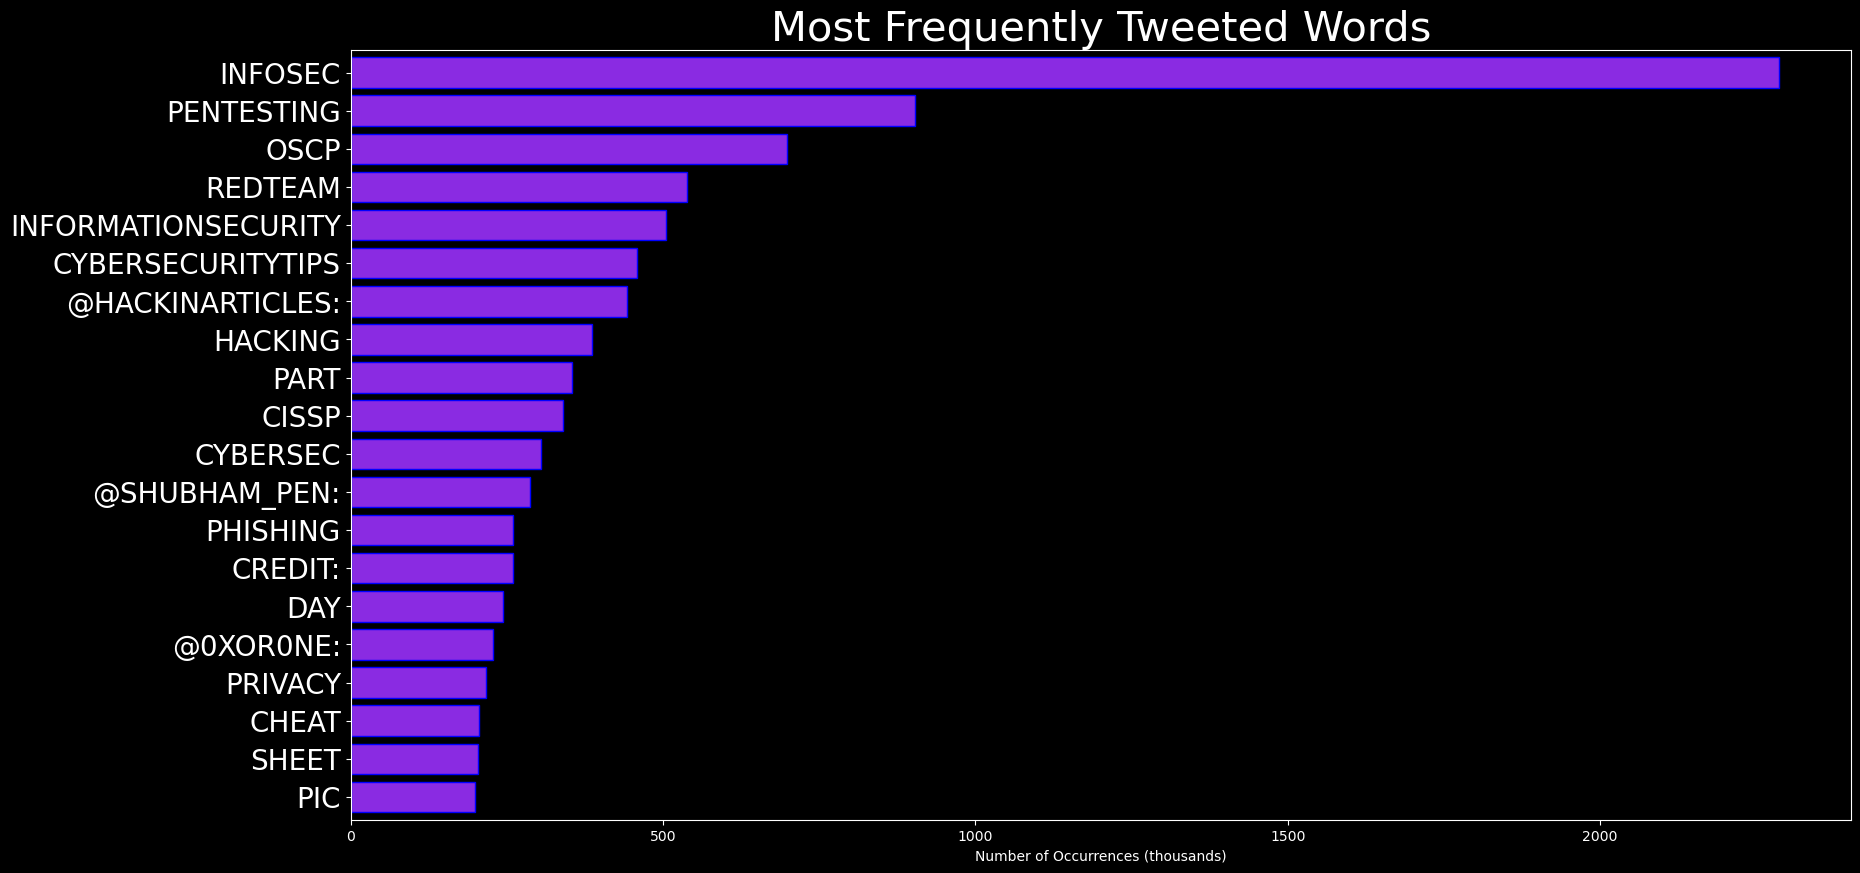 Most Frequently Tweeted Words
INFOSEC
PENTESTING
OSCP
REDTEAM
INFORMATIONSECURITY
CYBERSECURITYTIPS
@HACKINARTICLES:
HACKING
PART
CISSP
CYBERSEC
@SHUBHAM_PEN:
PHISHING
CREDIT:
DAY
@0XOR0NE:
PRIVACY
CHEAT
SHEET
PIC
0 500 1000 1500 2000
Number of Occurrences (thousands)